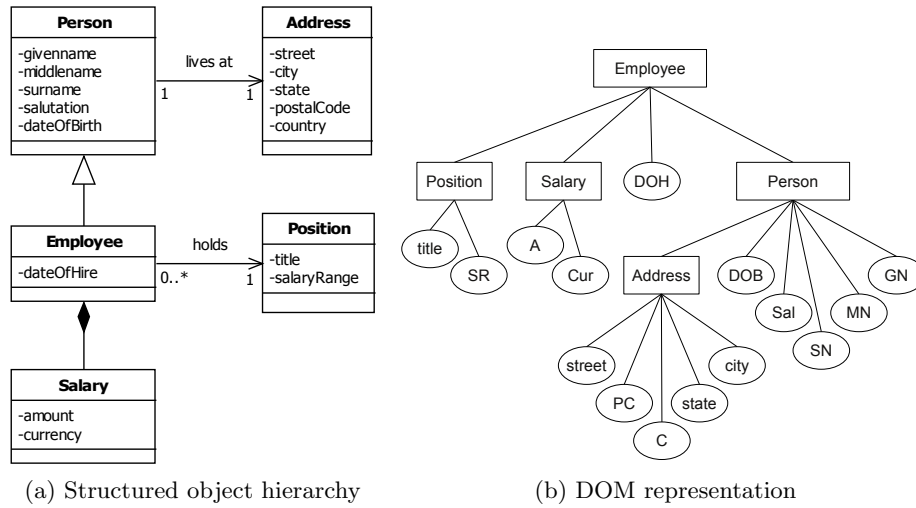 Person
-givenname
-middlename
-surname
-salutation
-dateOfBirth
lives at
1
1
Address
-street
-city
-state
-postalCode
-country
Employee
-dateOfHire
holds
0..*
1
Position
-title
-salaryRange
Salary
-amount
-currency
(a) Structured object hierarchy
Employee
Position
Salary
DOH
Person
title
SR
A
Cur
Address
DOB
Sal
SN
MN
GN
street
PC
C
state
city
(b) DOM representation